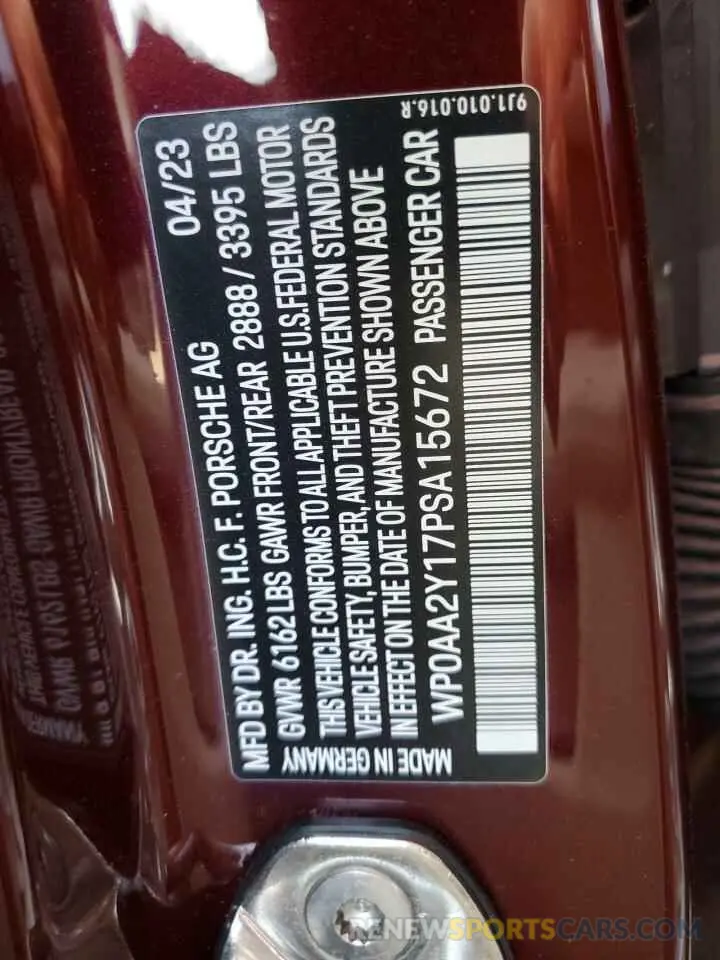 MFD BY DR. ING. H.C. F. PORSCHE AG 04/23
GVWR 6162 LBS GAWR FRONT/REAR 2888 / 3395 LBS
THIS VEHICLE CONFORMS TO ALL APPLICABLE U.S. FEDERAL MOTOR
VEHICLE SAFETY, BUMPER, AND THEFT PREVENTION STANDARDS
IN EFFECT ON THE DATE OF MANUFACTURE SHOWN ABOVE
WP0AA2Y17PSA15672 PASSENGER CAR
MADE IN GERMANY
9J1.010.016.R
RENEWSPORTSCARS.COM